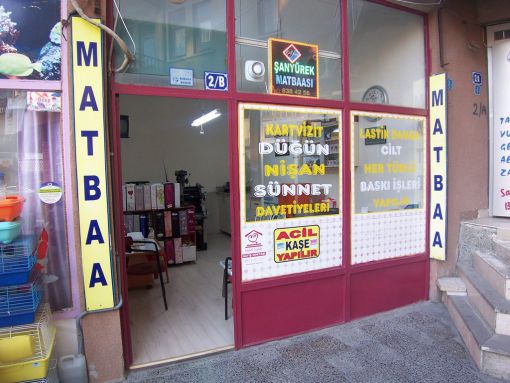 MATBAA
ŞANYÜREK
MATBAASI
2/B
KARTVİZİT
DÜĞÜN
NİŞAN
SÜNNET
DAVETİYELERİ
ACİL
KAŞE
YAPILIR
LASTİK DAMGA
CİLT
HER TÜRLÜ
BASKI İŞLERİ
YAPILIR
MATBAA
2/A